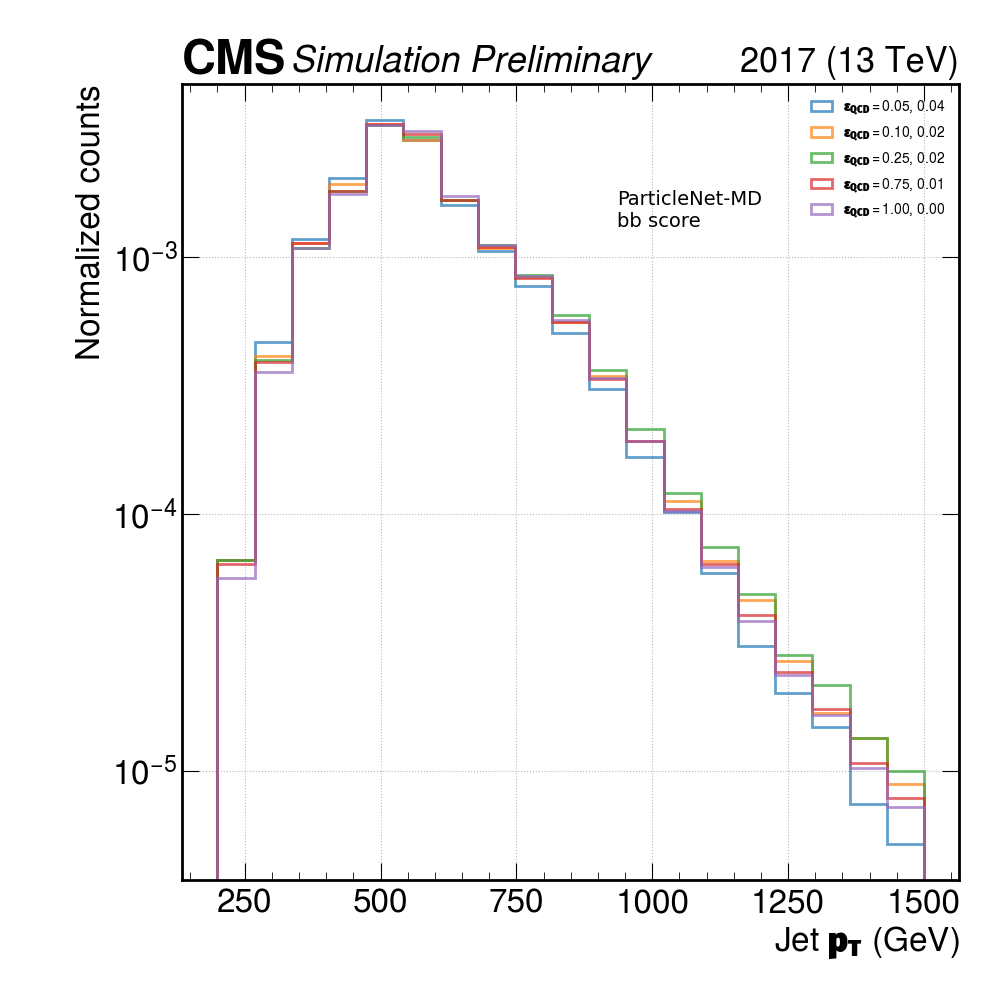 CMS Simulation Preliminary 2017 (13 TeV)
Normalized counts
ε_QCD = 0.05, 0.04
ε_QCD = 0.10, 0.02
ε_QCD = 0.25, 0.02
ε_QCD = 0.75, 0.01
ε_QCD = 1.00, 0.00
ParticleNet-MD
bb score
10⁻³
10⁻⁴
10⁻⁵
250 500 750 1000 1250 1500
Jet p_T (GeV)